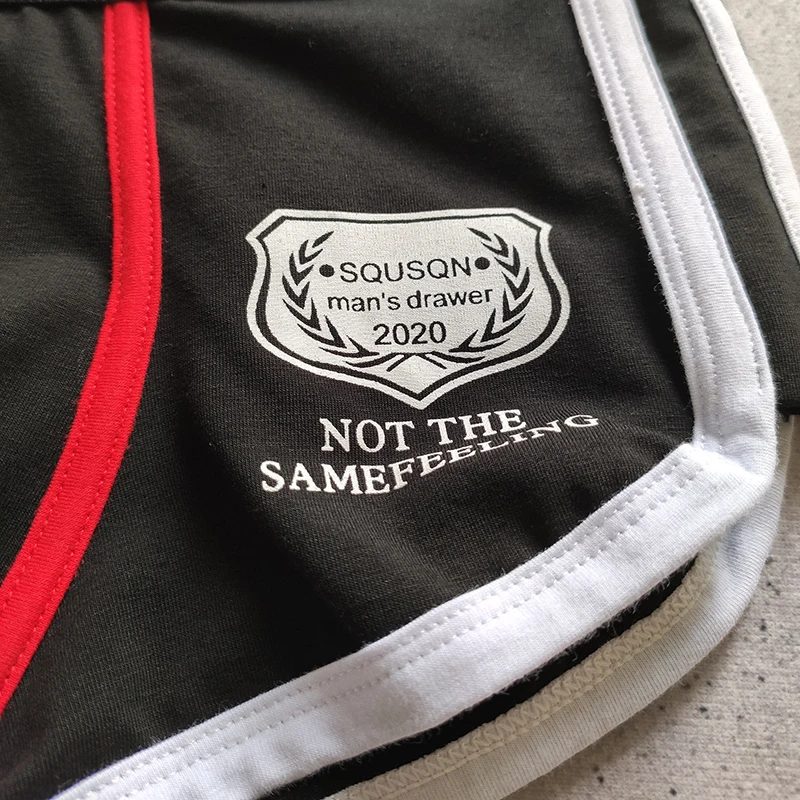 •SQUSQN•
man's drawer
2020
NOT THE
SAMEFEELING